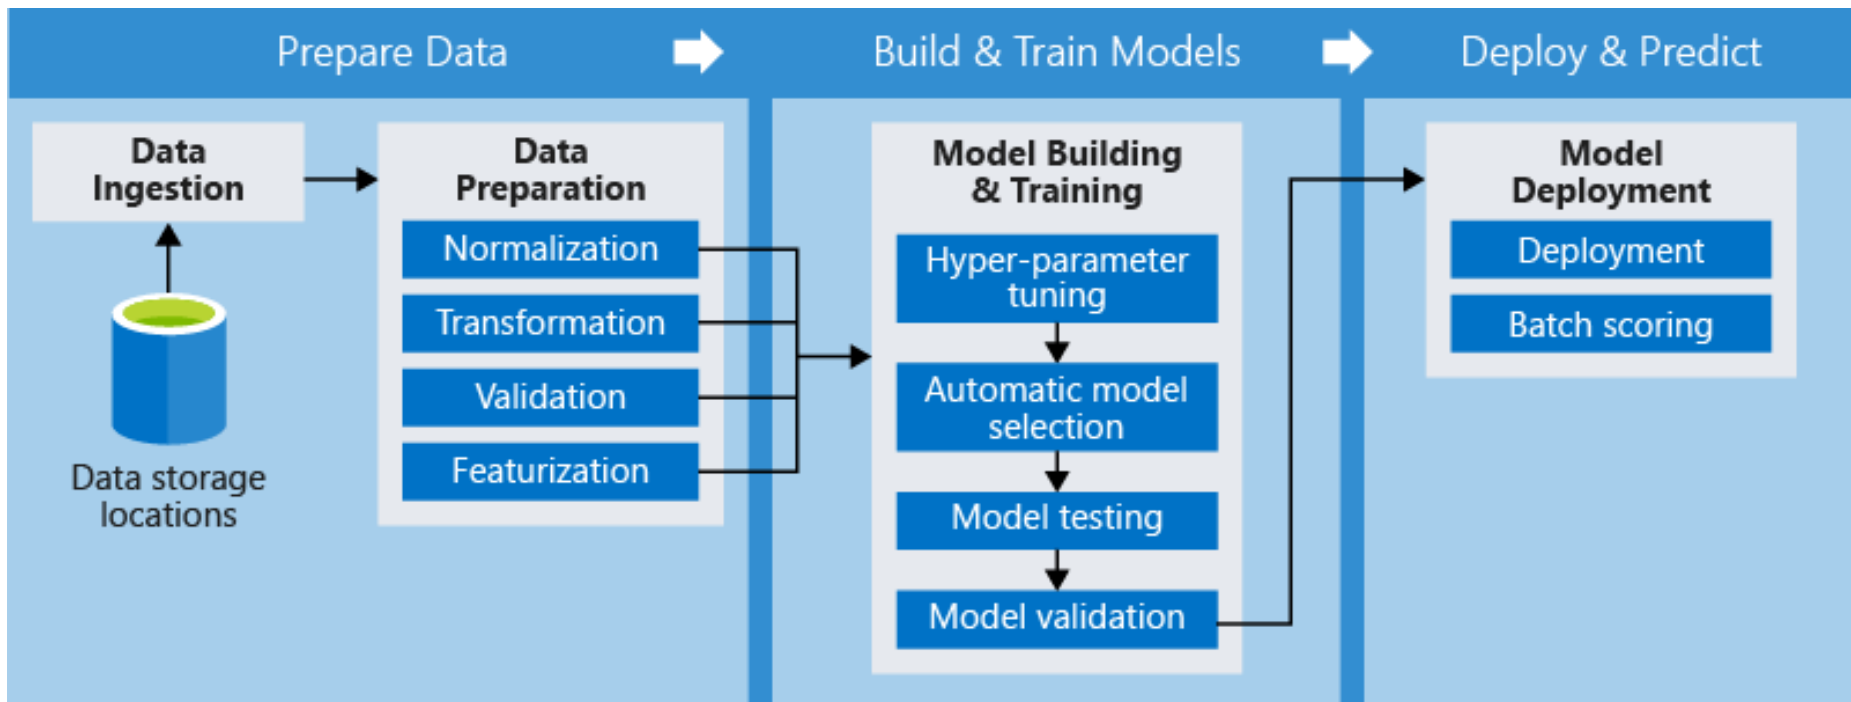 Prepare Data
Build & Train Models
Deploy & Predict
Data
Ingestion
Data storage
locations
Data
Preparation
Normalization
Transformation
Validation
Featurization
Model Building
& Training
Hyper-parameter
tuning
Automatic model
selection
Model testing
Model validation
Model
Deployment
Deployment
Batch scoring